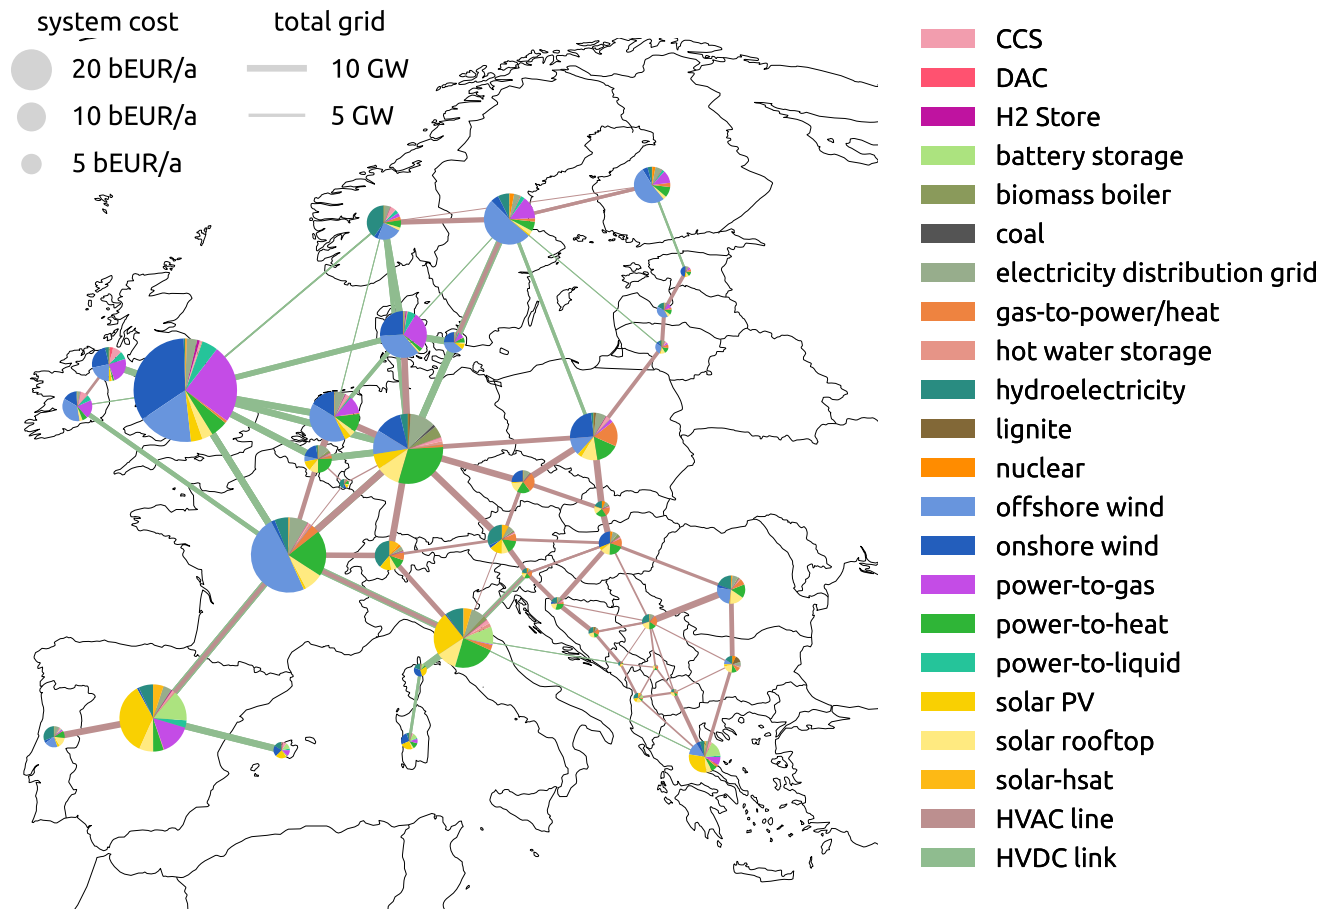 system cost
total grid
20 bEUR/a
10 GW
10 bEUR/a
5 GW
5 bEUR/a
CCS
DAC
H2 Store
battery storage
biomass boiler
coal
electricity distribution grid
gas-to-power/heat
hot water storage
hydroelectricity
lignite
nuclear
offshore wind
onshore wind
power-to-gas
power-to-heat
power-to-liquid
solar PV
solar rooftop
solar-hsat
HVAC line
HVDC link